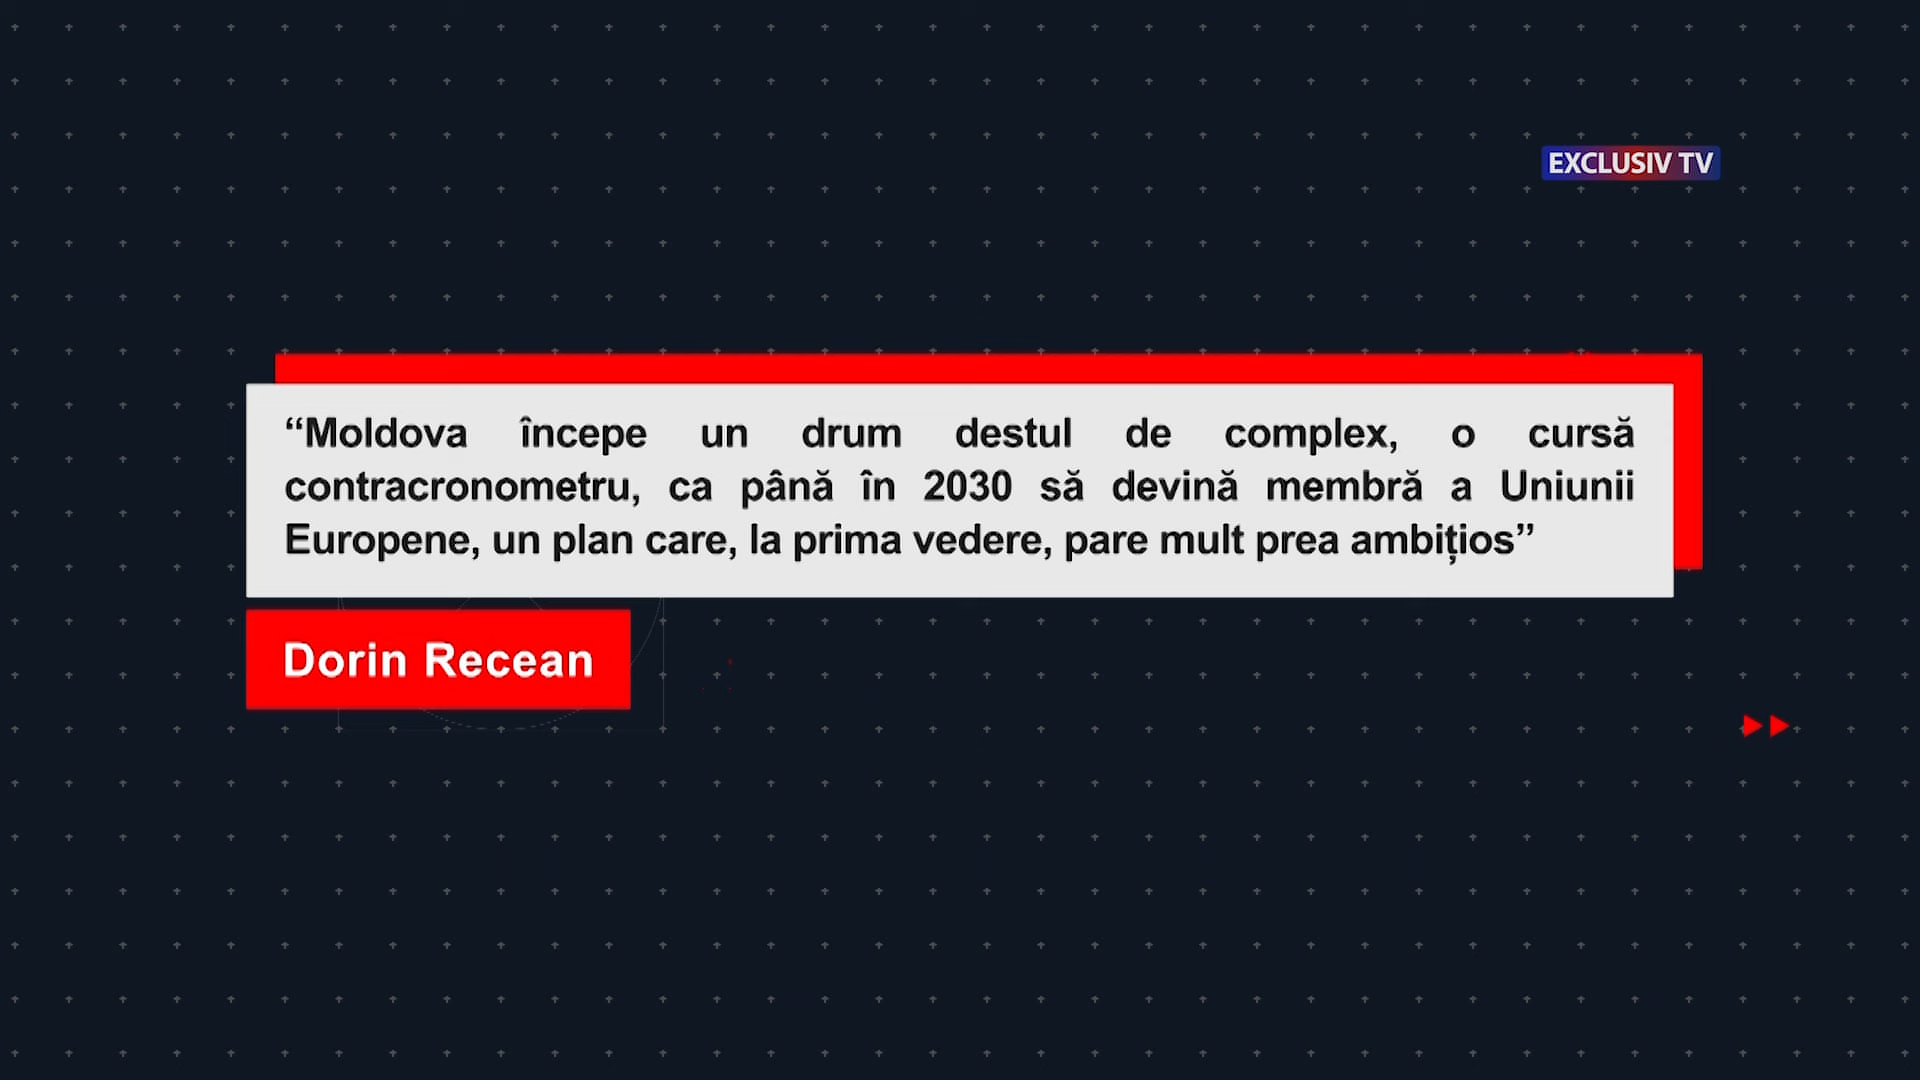 EXCLUSIV TV
“Moldova începe un drum destul de complex, o cursă
contracronometru, ca până în 2030 să devină membră a Uniunii
Europene, un plan care, la prima vedere, pare mult prea ambițios”
Dorin Recean